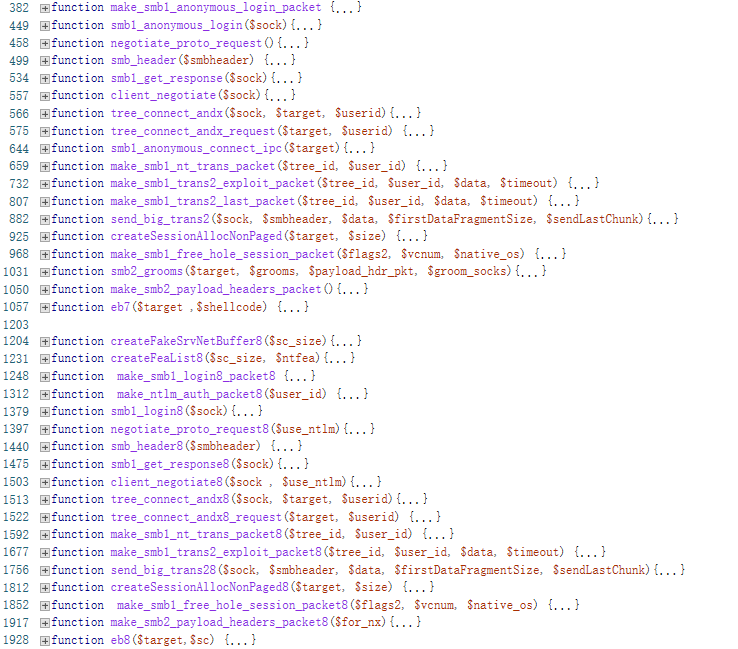 382 function make_smb1_anonymous_login_packet {...}
449 function smb1_anonymous_login($sock){...}
458 function negotiate_proto_request(){...}
499 function smb_header($smbheader) {...}
534 function smb1_get_response($sock){...}
557 function client_negotiate($sock){...}
566 function tree_connect_andx($sock, $target, $userid){...}
575 function tree_connect_andx_request($target, $userid) {...}
644 function smb1_anonymous_connect_ipc($target){...}
659 function make_smb1_nt_trans_packet($tree_id, $user_id) {...}
732 function make_smb1_trans2_exploit_packet($tree_id, $user_id, $data, $timeout) {...}
807 function make_smb1_trans2_last_packet($tree_id, $user_id, $data, $timeout) {...}
882 function send_big_trans2($sock, $smbheader, $data, $firstDataFragmentSize, $sendLastChunk){...}
925 function createSessionAllocNonPaged($target, $size) {...}
968 function make_smb1_free_hole_session_packet($flags2, $vcnum, $native_os) {...}
1031 function smb2_grooms($target, $grooms, $payload_hdr_pkt, $groom_socks){...}
1050 function make_smb2_payload_headers_packet(){...}
1057 function eb7($target ,$shellcode) {...}
1203
1204 function createFakeSrvNetBuffer8($sc_size){...}
1231 function createFeaList8($sc_size, $ntfea){...}
1248 function  make_smb1_login8_packet8 {...}
1312 function  make_ntlm_auth_packet8($user_id) {...}
1379 function smb1_login8($sock){...}
1397 function negotiate_proto_request8($use_ntlm){...}
1440 function smb_header8($smbheader) {...}
1475 function smb1_get_response8($sock){...}
1503 function client_negotiate8($sock , $use_ntlm){...}
1513 function tree_connect_andx8($sock, $target, $userid){...}
1522 function tree_connect_andx8_request($target, $userid) {...}
1592 function make_smb1_nt_trans_packet8($tree_id, $user_id) {...}
1677 function make_smb1_trans2_exploit_packet8($tree_id, $user_id, $data, $timeout) {...}
1756 function send_big_trans28($sock, $smbheader, $data, $firstDataFragmentSize, $sendLastChunk){...}
1812 function createSessionAllocNonPaged8($target, $size) {...}
1852 function  make_smb1_free_hole_session_packet8($flags2, $vcnum, $native_os) {...}
1917 function make_smb2_payload_headers_packet8($for_nx){...}
1928 function eb8($target,$sc) {...}